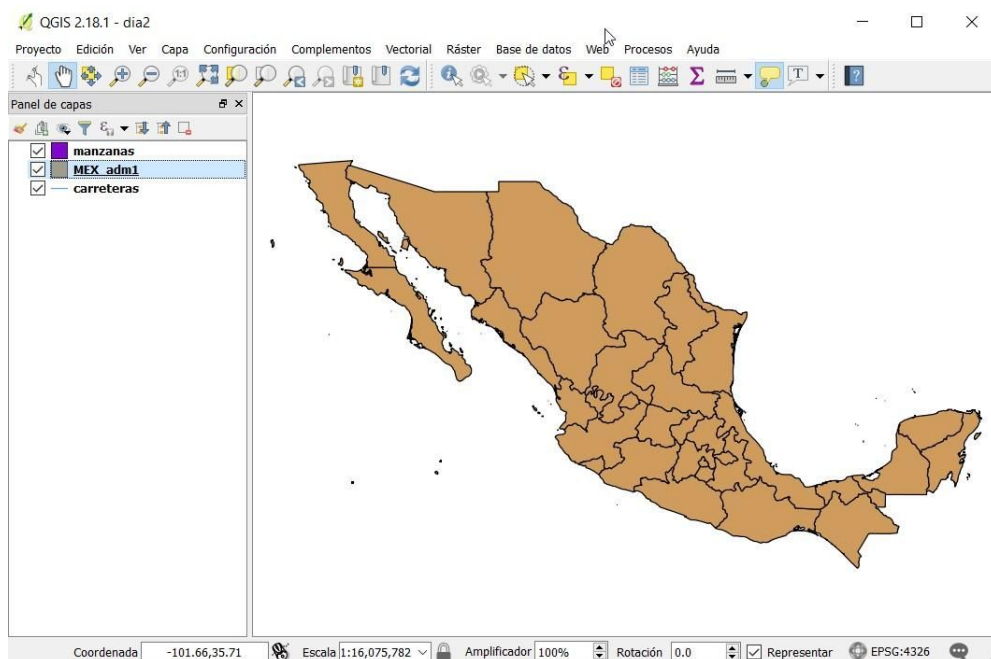 QGIS 2.18.1 - dia2
Proyecto Edición Ver Capa Configuración Complementos Vectorial Ráster Base de datos Web Procesos Ayuda
1:1
T
?
Panel de capas
manzanas
MEX_adm1
carreteras
Coordenada -101.66,35.71 Escala 1:16,075,782 Amplificador 100% Rotación 0.0 Representar EPSG:4326